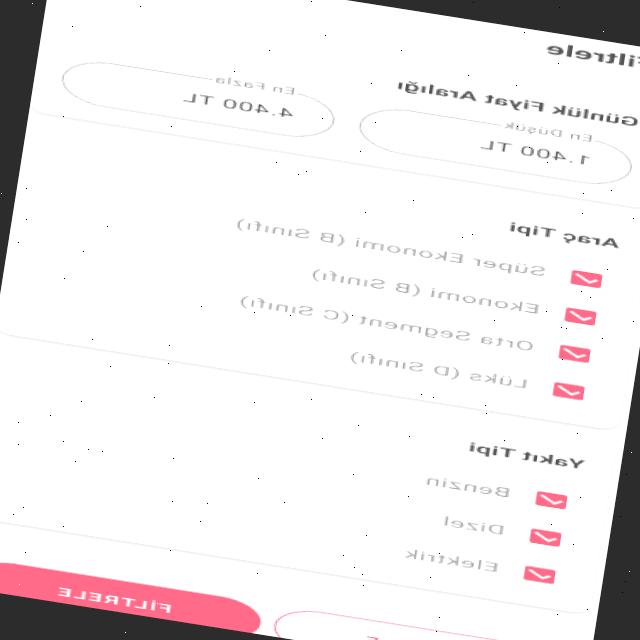 Filtrele
Günlük Fiyat Aralığı
En Düşük
1.400 TL
En Fazla
4.400 TL
Araç Tipi
Süper Ekonomi (B Sınıfı)
Ekonomi (B Sınıfı)
Orta Segment (C Sınıfı)
Lüks (D Sınıfı)
Yakıt Tipi
Benzin
Dizel
Elektrik
FİLTRELE